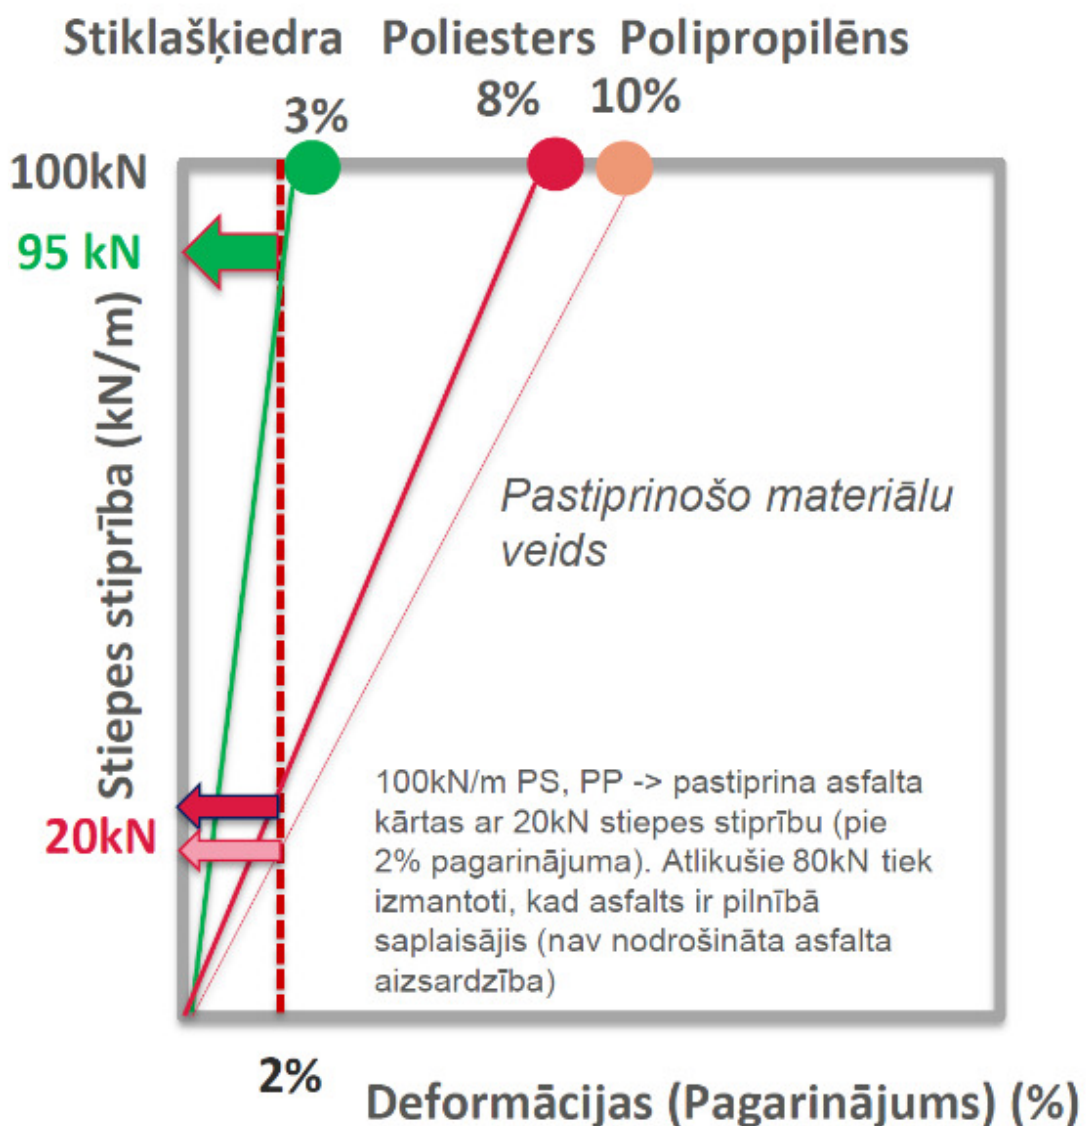 Stiklašķiedra Poliesters Polipropilēns
3% 8% 10%
100kN
95 kN
Stiepes stiprība (kN/m)
Pastiprinošo materiālu
veids
100kN/m PS, PP -> pastiprina asfalta
kārtas ar 20kN stiepes stiprību (pie
2% pagarinājuma). Atlikušie 80kN tiek
izmantoti, kad asfalts ir pilnībā
saplaisājis (nav nodrošināta asfalta
aizsardzība)
20kN
2%
Deformācijas (Pagarinājums) (%)